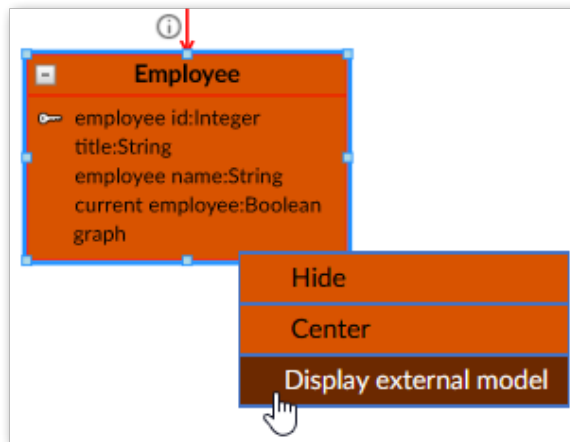 Employee
employee id:Integer
title:String
employee name:String
current employee:Boolean
graph
Hide
Center
Display external model